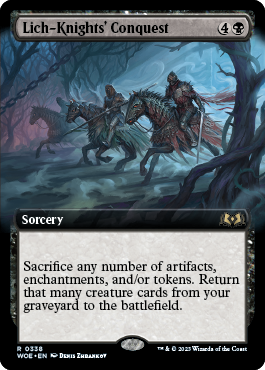 Lich-Knights' Conquest 4
Sorcery
Sacrifice any number of artifacts,
enchantments, and/or tokens. Return
that many creature cards from your
graveyard to the battlefield.
R 0338
WOE • EN Denis Zhbankov
™ & © 2023 Wizards of the Coast